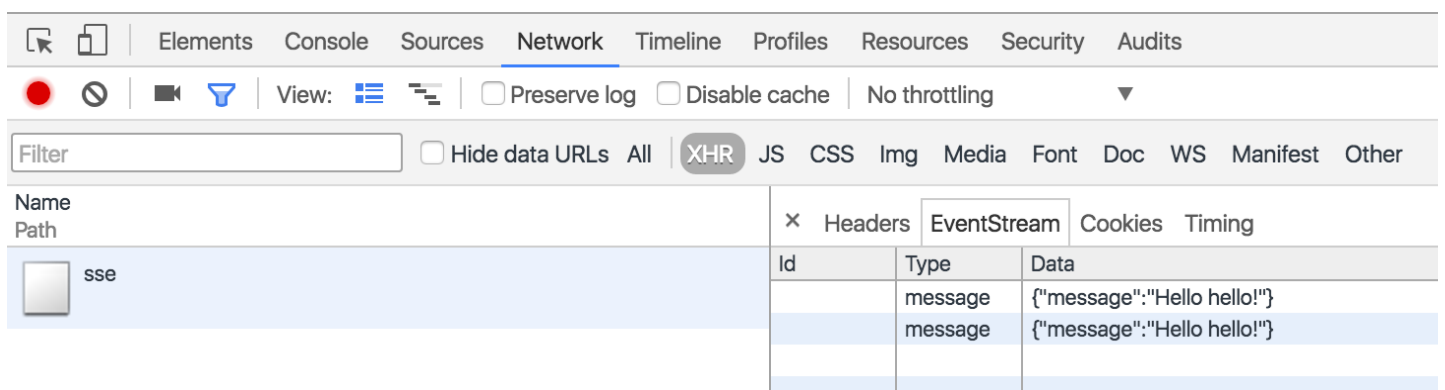 Elements Console Sources Network Timeline Profiles Resources Security Audits
View: Preserve log Disable cache No throttling
Filter Hide data URLs All XHR JS CSS Img Media Font Doc WS Manifest Other
Name
Path
× Headers EventStream Cookies Timing
Id Type Data
sse
message {"message":"Hello hello!"}
message {"message":"Hello hello!"}